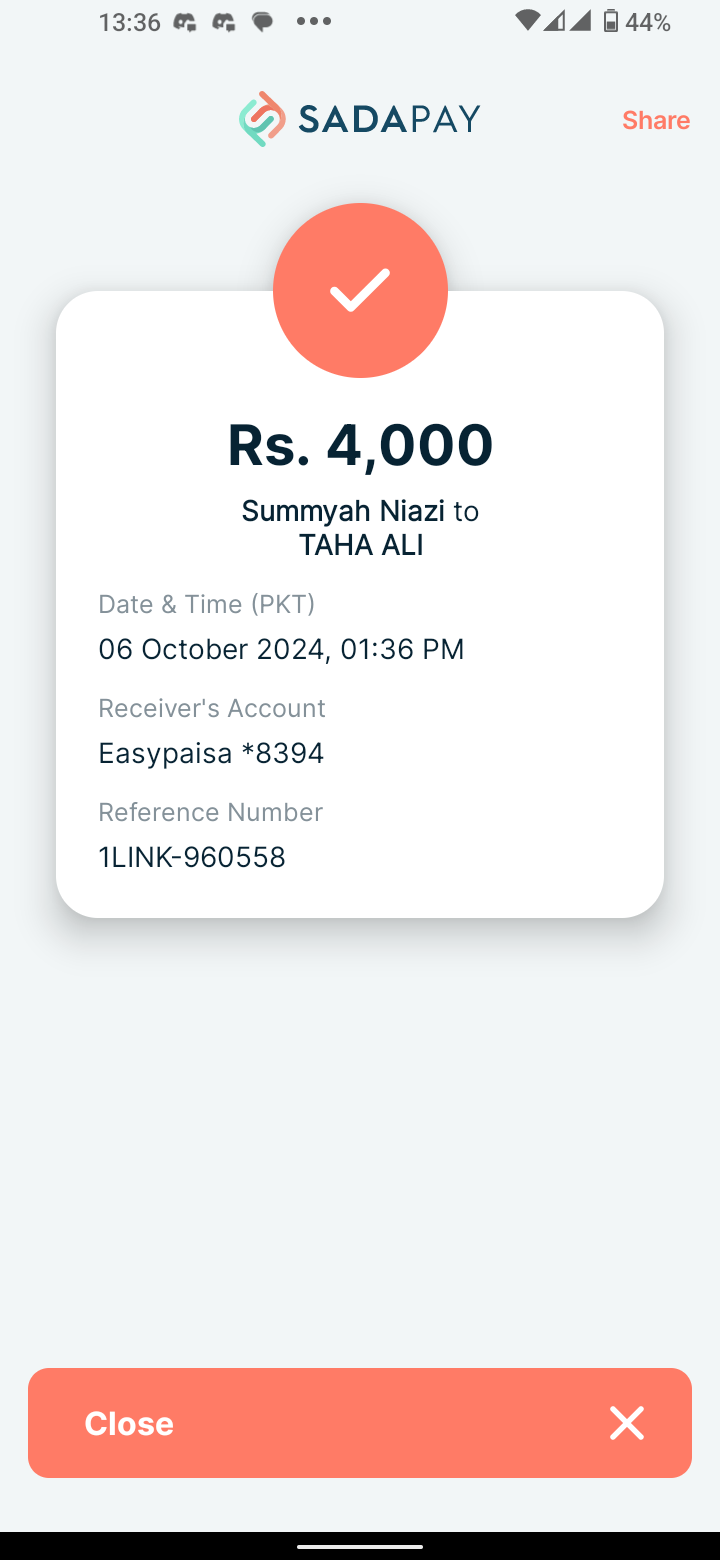 13:36
44%
SADAPAY
Share
Rs. 4,000
Summyah Niazi to
TAHA ALI
Date & Time (PKT)
06 October 2024, 01:36 PM
Receiver's Account
Easypaisa *8394
Reference Number
1LINK-960558
Close